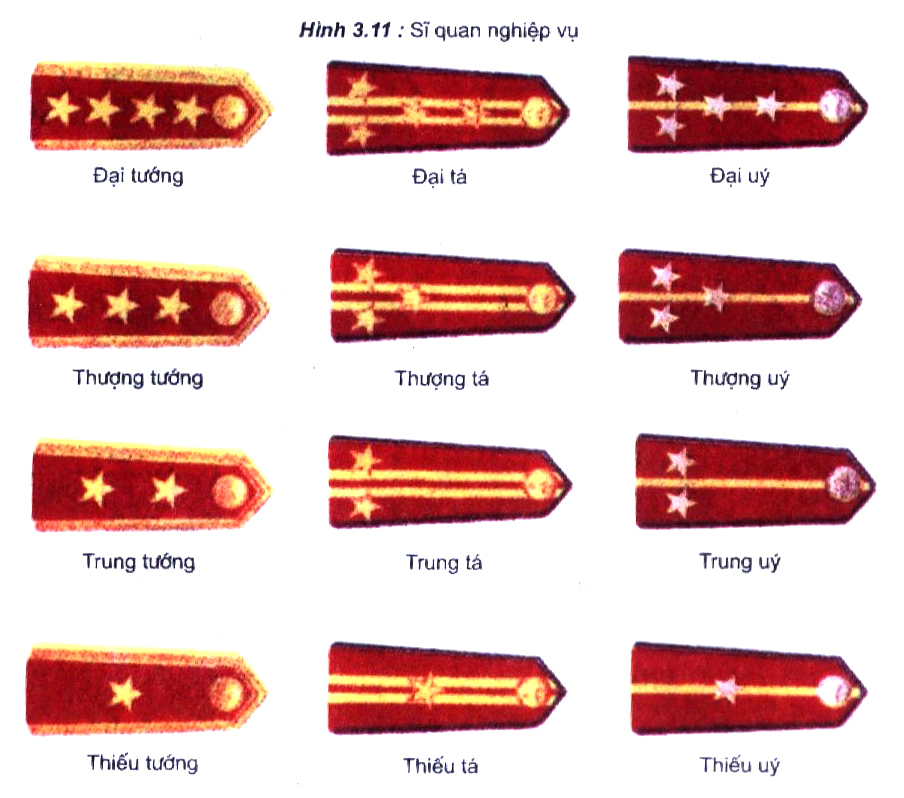 Hình 3.11 : Sĩ quan nghiệp vụ
Đại tướng Đại tá Đại uý
Thượng tướng Thượng tá Thượng uý
Trung tướng Trung tá Trung uý
Thiếu tướng Thiếu tá Thiếu uý